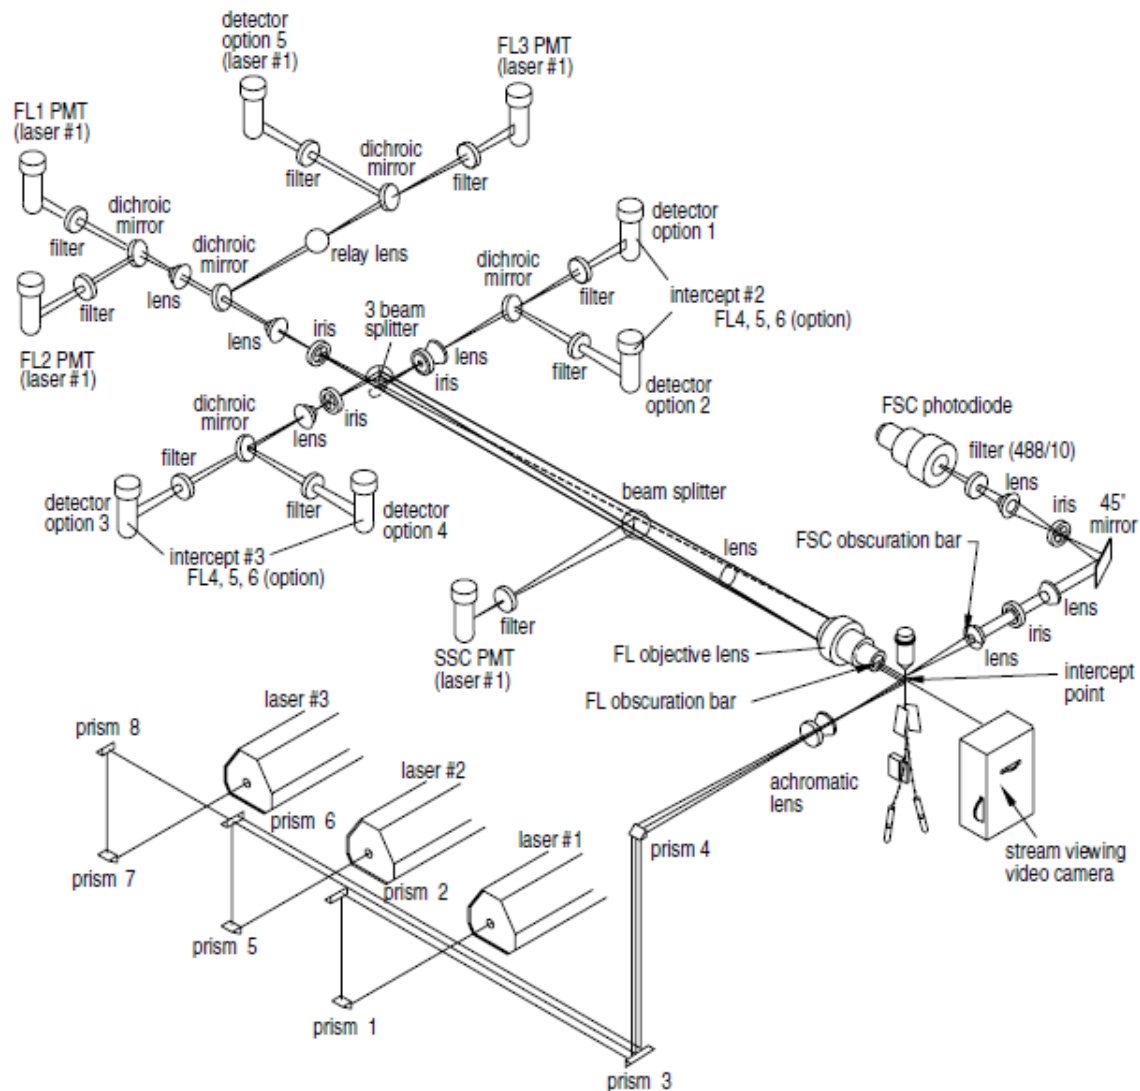 detector
option 5
(laser #1)
FL3 PMT
(laser #1)
FL1 PMT
(laser #1)
dichroic
mirror
filter
filter
dichroic
mirror
filter
dichroic
mirror
relay lens
detector
option 1
dichroic
mirror
filter
intercept #2
FL4, 5, 6 (option)
filter
lens
FL2 PMT
(laser #1)
lens
iris
3 beam
splitter
lens
iris
filter
detector
option 2
FSC photodiode
filter (488/10)
lens
iris
45°
mirror
dichroic
mirror
iris
lens
filter
filter
detector
option 3
detector
option 4
intercept #3
FL4, 5, 6 (option)
beam splitter
lens
FSC obscuration bar
lens
iris
lens
filter
SSC PMT
(laser #1)
FL objective lens
FL obscuration bar
intercept
point
laser #3
prism 8
laser #2
achromatic
lens
prism 6
laser #1
prism 4
prism 7
prism 2
stream viewing
video camera
prism 5
prism 1
prism 3